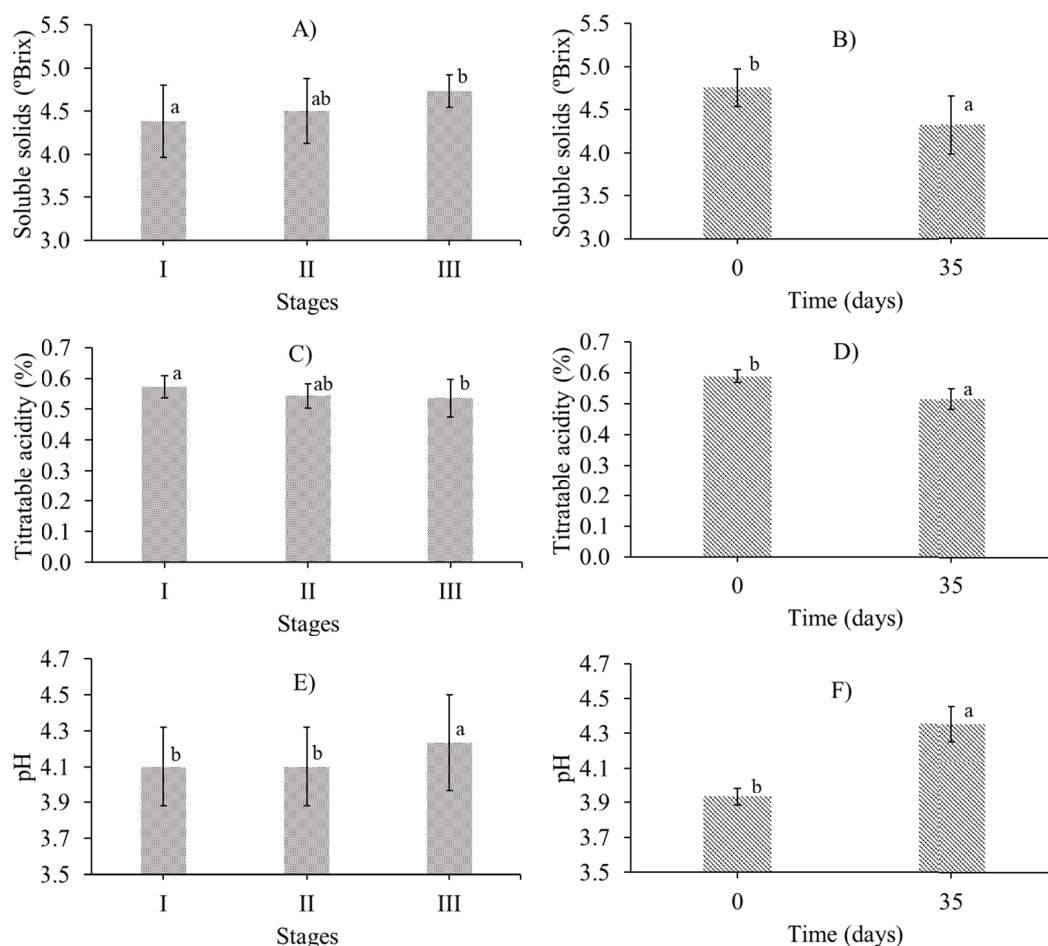 A)
Soluble solids (ºBrix)
5.5
5.0
4.5
4.0
3.5
3.0
a
ab
b
I
II
III
Stages
B)
Soluble solids (ºBrix)
5.5
5.0
4.5
4.0
3.5
3.0
b
a
0
35
Time (days)
C)
Titratable acidity (%)
0.7
0.6
0.5
0.4
0.3
0.2
0.1
0.0
a
ab
b
I
II
III
Stages
D)
Titratable acidity (%)
0.7
0.6
0.5
0.4
0.3
0.2
0.1
0.0
b
a
0
35
Time (days)
E)
pH
4.7
4.5
4.3
4.1
3.9
3.7
3.5
b
b
a
I
II
III
Stages
F)
pH
4.7
4.5
4.3
4.1
3.9
3.7
3.5
b
a
0
35
Time (days)